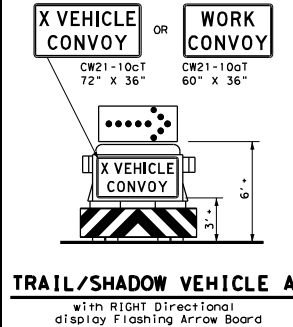 X VEHICLE
CONVOY
OR
WORK
CONVOY
CW21-10cT
72" X 36"
CW21-10aT
60" X 36"
X VEHICLE
CONVOY
3'+
6'+
TRAIL/SHADOW VEHICLE A
with RIGHT Directional
display Flashing Arrow Board